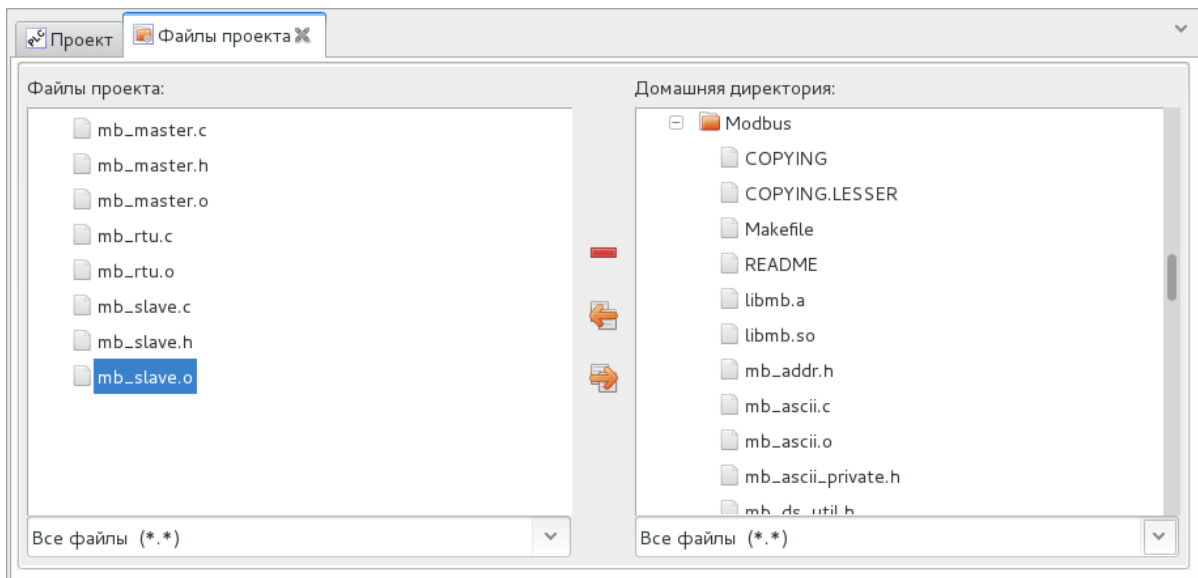 Проект
Файлы проекта
Файлы проекта:
mb_master.c
mb_master.h
mb_master.o
mb_rtu.c
mb_rtu.o
mb_slave.c
mb_slave.h
mb_slave.o
Все файлы (*.*)
Домашняя директория:
Modbus
COPYING
COPYING.LESSER
Makefile
README
libmb.a
libmb.so
mb_addr.h
mb_ascii.c
mb_ascii.o
mb_ascii_private.h
mb_ds_util.h
Все файлы (*.*)